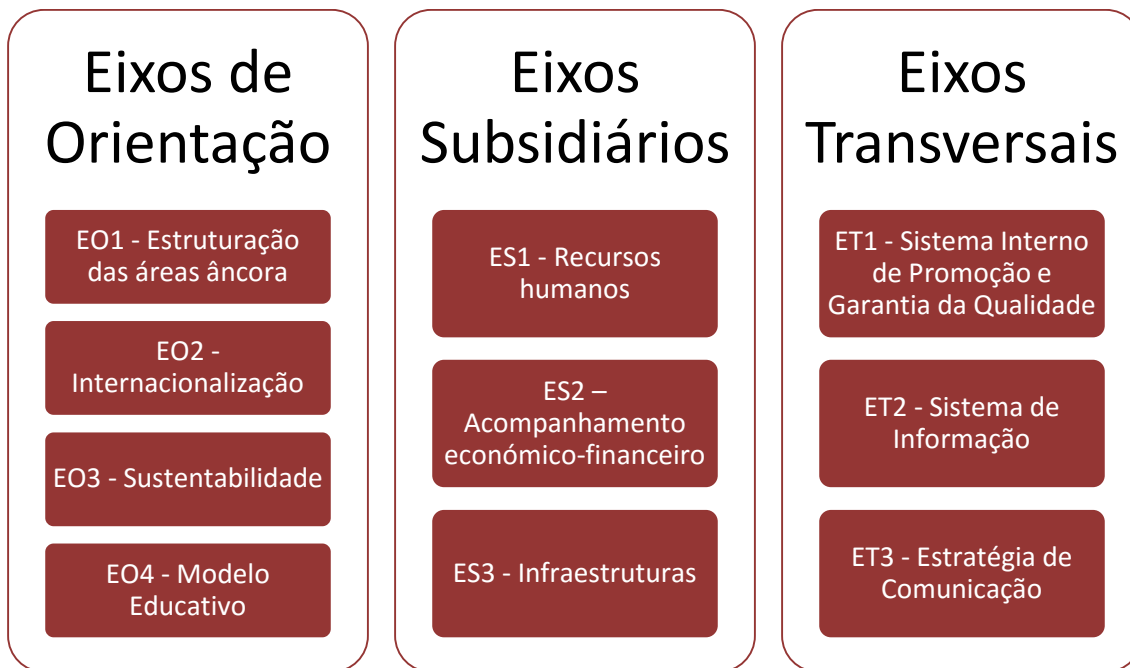 Eixos de
Orientação
EO1 - Estruturação
das áreas âncora
EO2 -
Internacionalização
EO3 - Sustentabilidade
EO4 - Modelo
Educativo
Eixos
Subsidiários
ES1 - Recursos
humanos
ES2 –
Acompanhamento
económico-financeiro
ES3 - Infraestruturas
Eixos
Transversais
ET1 - Sistema Interno
de Promoção e
Garantia da Qualidade
ET2 - Sistema de
Informação
ET3 - Estratégia de
Comunicação